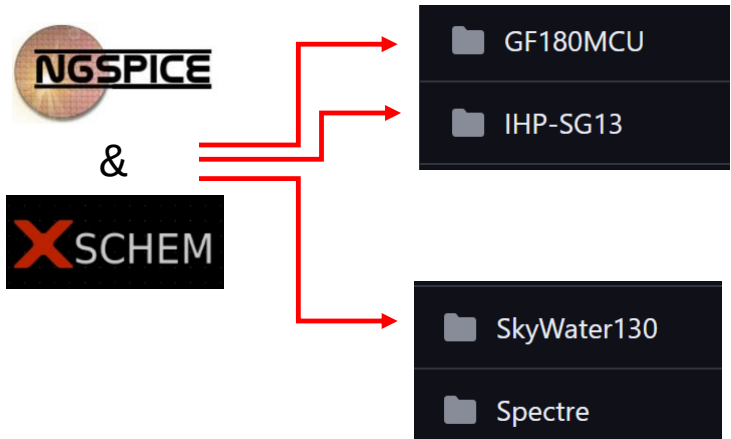 NGSPICE
&
XSCHEM
GF180MCU
IHP-SG13
SkyWater130
Spectre